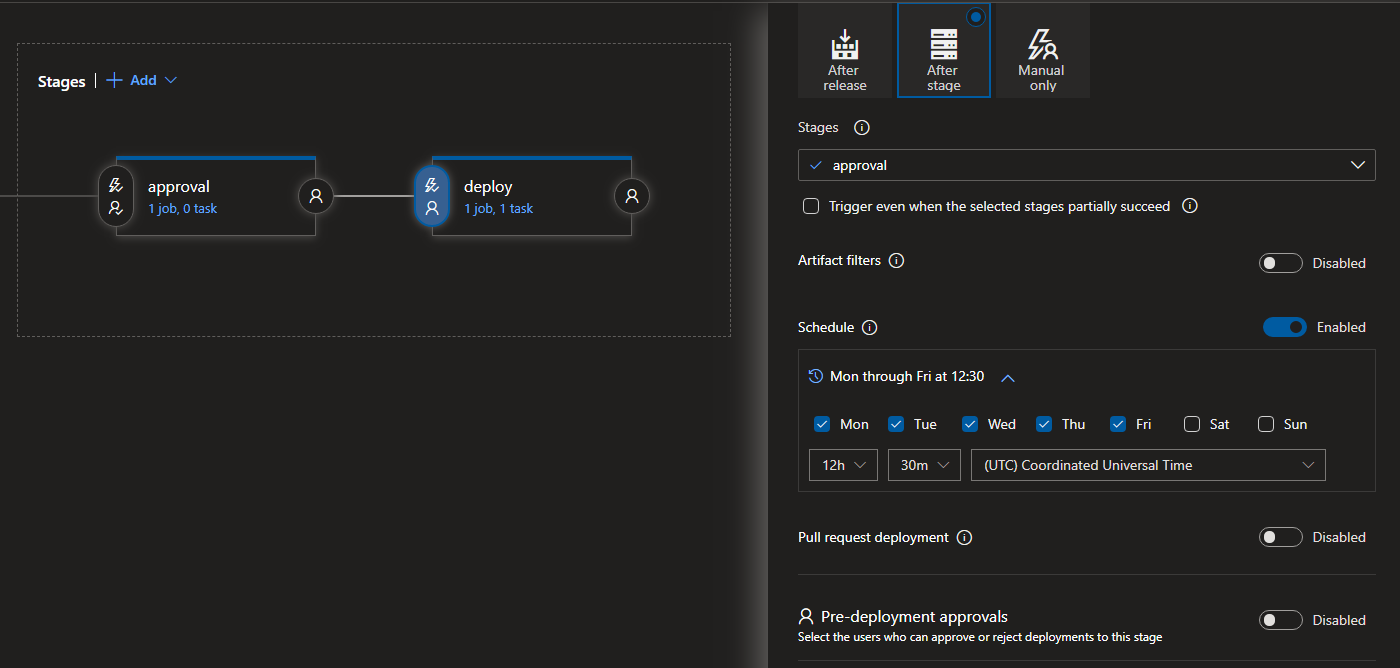 Stages | + Add
approval
1 job, 0 task
deploy
1 job, 1 task
After
release
After
stage
Manual
only
Stages
approval
Trigger even when the selected stages partially succeed
Artifact filters
Disabled
Schedule
Enabled
Mon through Fri at 12:30
Mon Tue Wed Thu Fri Sat Sun
12h 30m (UTC) Coordinated Universal Time
Pull request deployment
Disabled
Pre-deployment approvals
Disabled
Select the users who can approve or reject deployments to this stage